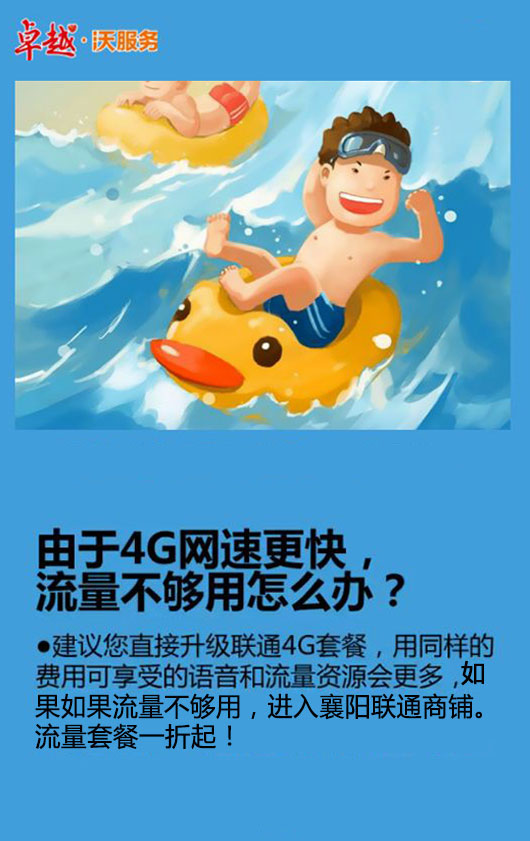 卓越·沃服务
由于4G网速更快，
流量不够用怎么办？
●建议您直接升级联通4G套餐，用同样的
费用可享受的语音和流量资源会更多，如
果如果流量不够用，进入襄阳联通商铺。
流量套餐一折起！